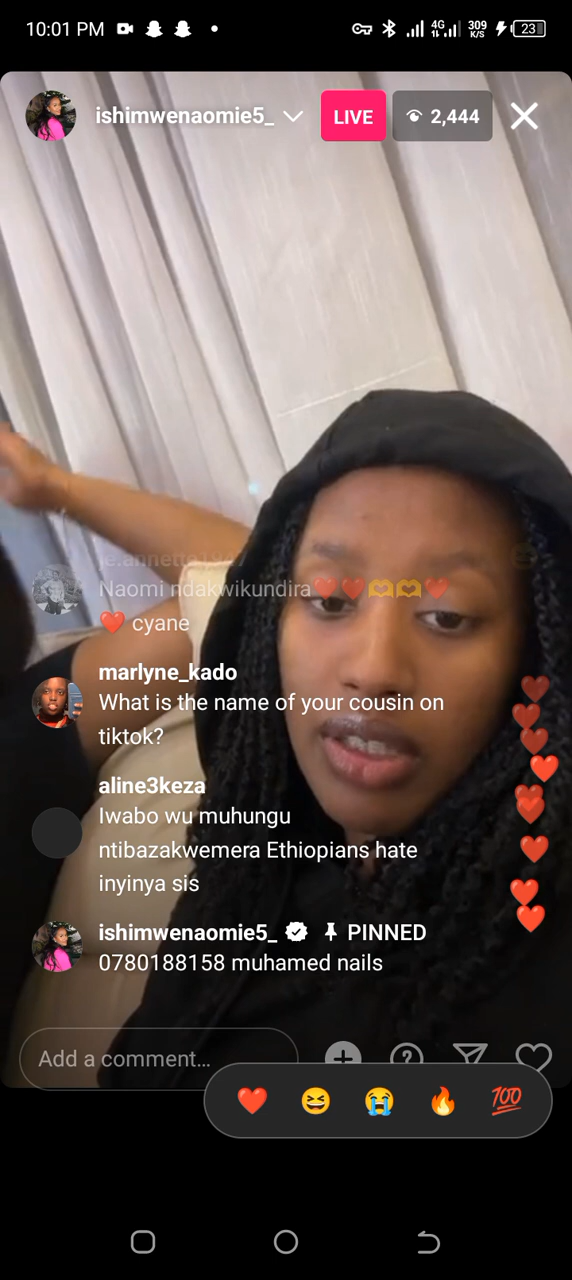 10:01 PM
4G
309
K/S
23
ishimwenaomie5_
LIVE
2,444
Naomi ndakwikundira❤️❤️🫶🫶❤️
❤️ cyane
marlyne_kado
What is the name of your cousin on
tiktok?
aline3keza
Iwabo wu muhungu
ntibazakwemera Ethiopians hate
inyinya sis
ishimwenaomie5_ PINNED
0780188158 muhamed nails
Add a comment...
❤️ 😆 😭 🔥 💯